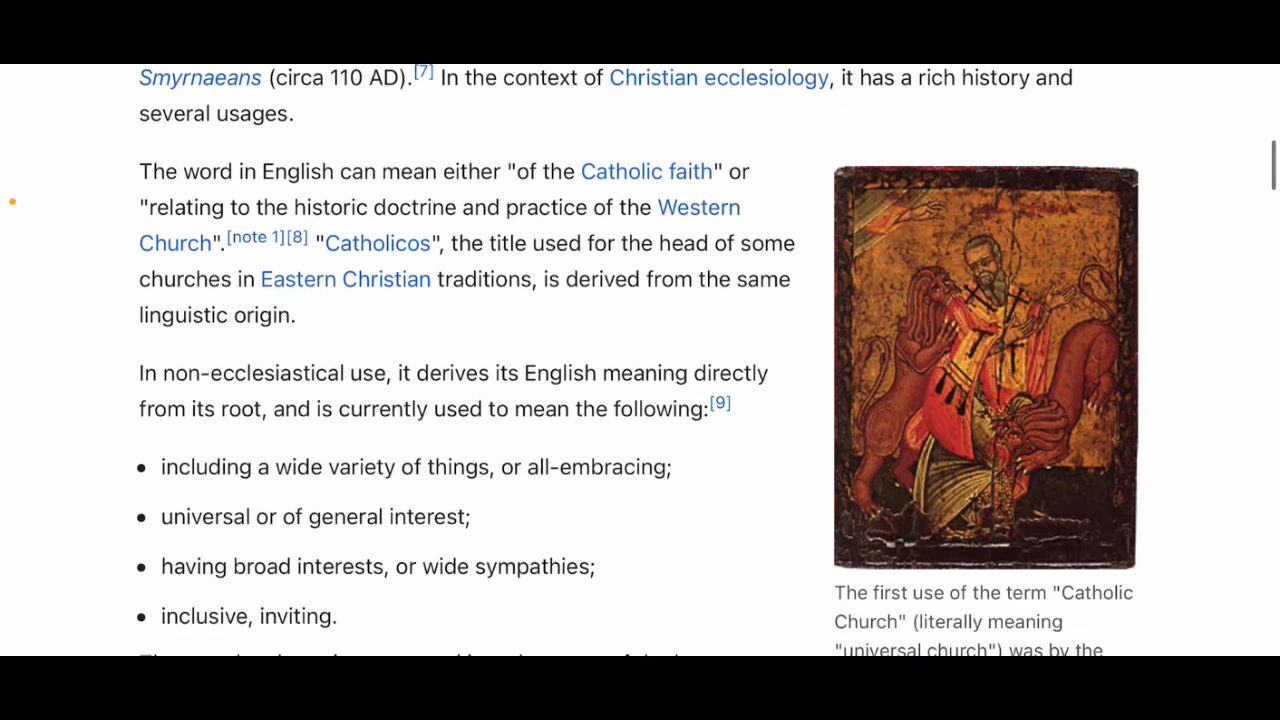 Smyrnaeans (circa 110 AD).[7] In the context of Christian ecclesiology, it has a rich history and
several usages.
The word in English can mean either "of the Catholic faith" or
"relating to the historic doctrine and practice of the Western
Church".[note 1][8] "Catholicos", the title used for the head of some
churches in Eastern Christian traditions, is derived from the same
linguistic origin.
In non-ecclesiastical use, it derives its English meaning directly
from its root, and is currently used to mean the following:[9]
• including a wide variety of things, or all-embracing;
• universal or of general interest;
• having broad interests, or wide sympathies;
• inclusive, inviting.
The first use of the term "Catholic
Church" (literally meaning
"universal church") was by the